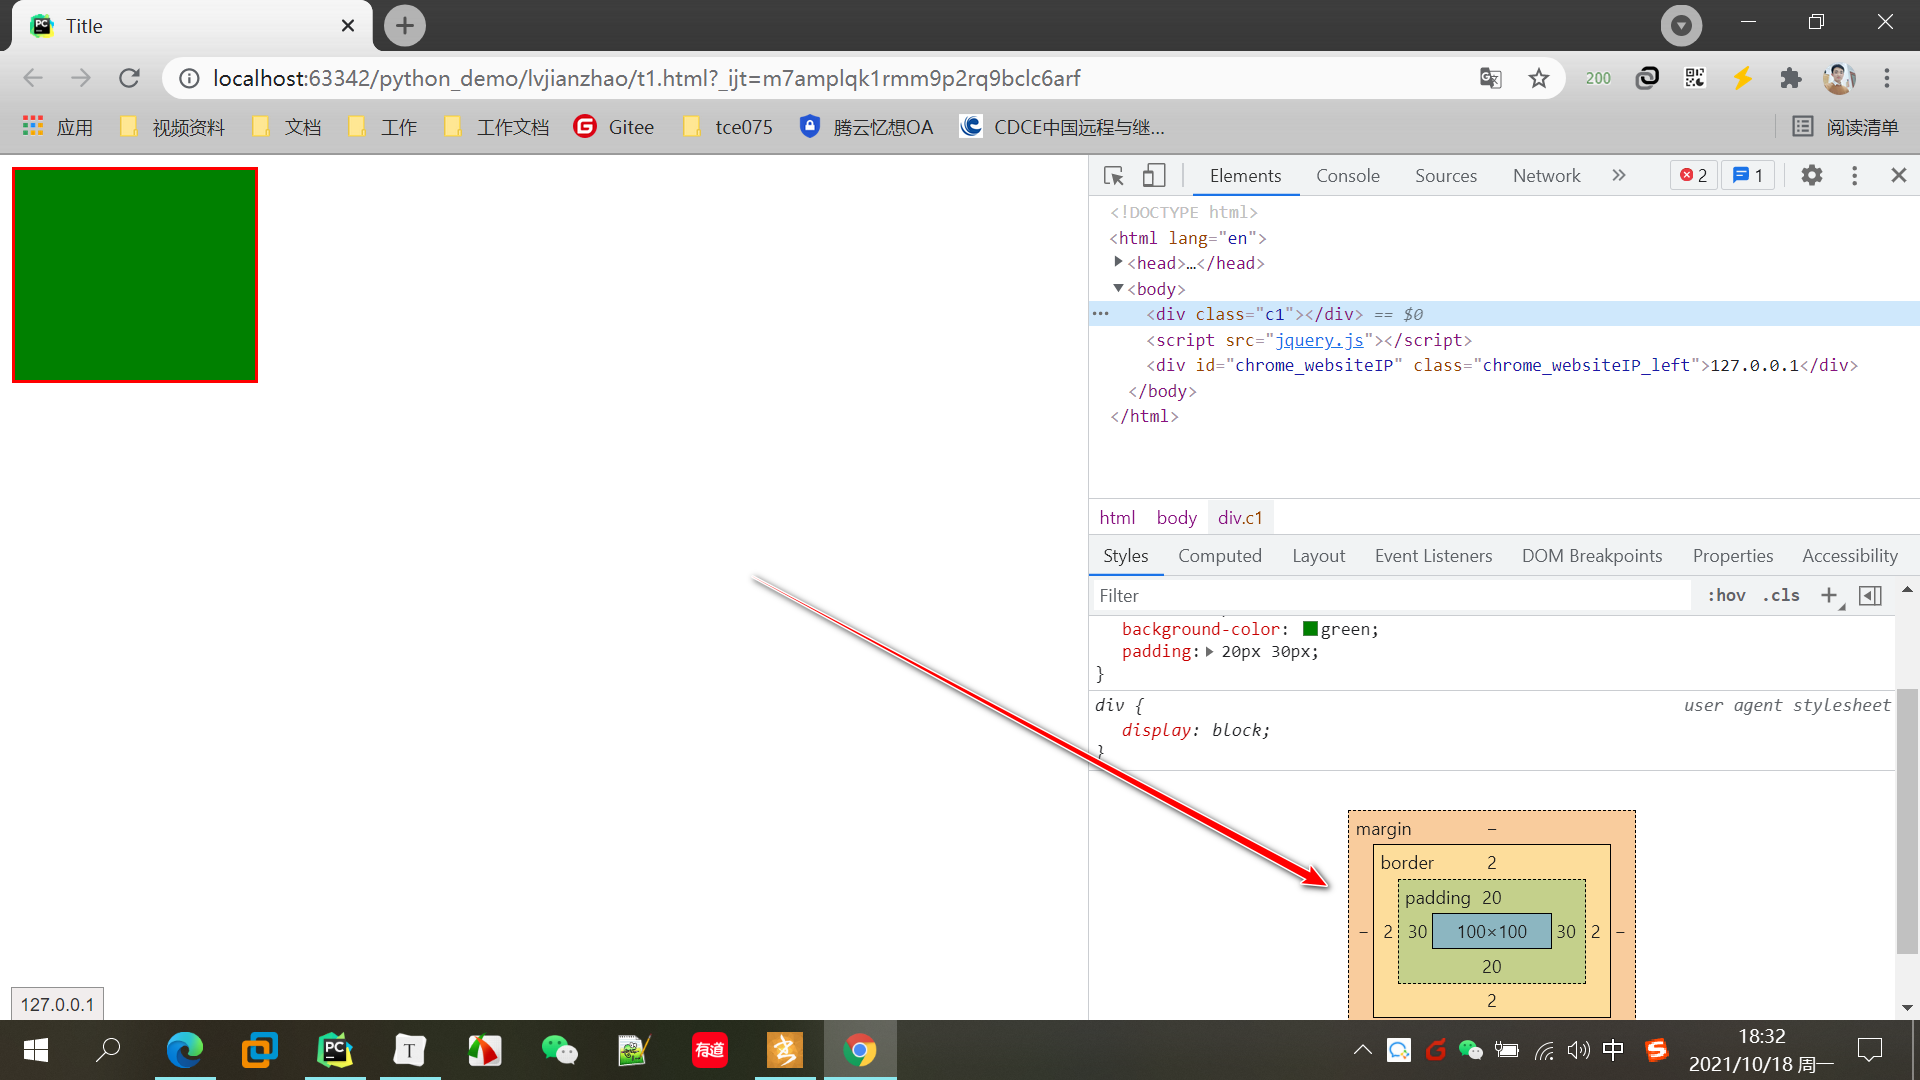 Title
localhost:63342/python_demo/lvjianzhao/t1.html?_ijt=m7amplqk1rmm9p2rq9bclc6arf
200
应用 视频资料 文档 工作 工作文档 Gitee tce075 腾云忆想OA CDCE中国远程与继... 阅读清单
Elements Console Sources Network » 2 1
<!DOCTYPE html>
<html lang="en">
<head>…</head>
<body>
<div class="c1"></div> == $0
<script src="jquery.js"></script>
<div id="chrome_websiteIP" class="chrome_websiteIP_left">127.0.0.1</div>
</body>
</html>
html body div.c1
Styles Computed Layout Event Listeners DOM Breakpoints Properties Accessibility
Filter :hov .cls +
background-color: green;
padding: 20px 30px;
}
div { user agent stylesheet
display: block;
}
margin –
border 2
padding 20
– 2 30 100×100 30 2 –
20
2
127.0.0.1
PC T 有道 中 18:32
2021/10/18 周一